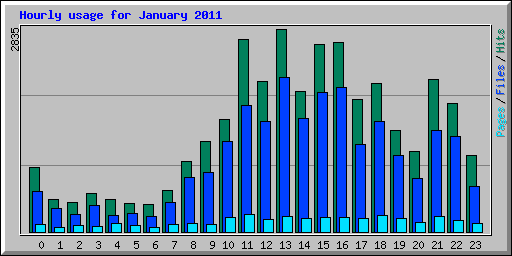 Hourly usage for January 2011
2835
Pages/Files/Hits
0 1 2 3 4 5 6 7 8 9 10 11 12 13 14 15 16 17 18 19 20 21 22 23